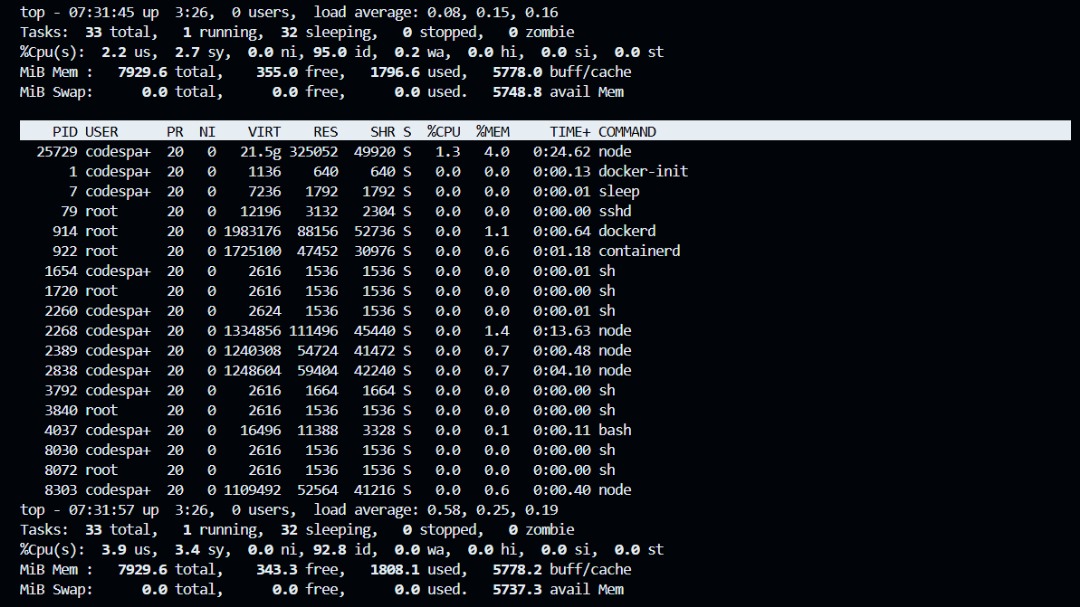 top - 07:31:45 up  3:26,  0 users,  load average: 0.08, 0.15, 0.16
Tasks:  33 total,   1 running,  32 sleeping,   0 stopped,   0 zombie
%Cpu(s):  2.2 us,  2.7 sy,  0.0 ni, 95.0 id,  0.2 wa,  0.0 hi,  0.0 si,  0.0 st
MiB Mem :   7929.6 total,    355.0 free,   1796.6 used,   5778.0 buff/cache
MiB Swap:      0.0 total,      0.0 free,      0.0 used.   5748.8 avail Mem
    PID USER      PR  NI    VIRT    RES    SHR S  %CPU  %MEM     TIME+ COMMAND
  25729 codespa+  20   0   21.5g 325052  49920 S   1.3   4.0   0:24.62 node
      1 codespa+  20   0    1136    640    640 S   0.0   0.0   0:00.13 docker-init
      7 codespa+  20   0    7236   1792   1792 S   0.0   0.0   0:00.01 sleep
     79 root      20   0   12196   3132   2304 S   0.0   0.0   0:00.00 sshd
    914 root      20   0 1983176  88156  52736 S   0.0   1.1   0:00.64 dockerd
    922 root      20   0 1725100  47452  30976 S   0.0   0.6   0:01.18 containerd
   1654 codespa+  20   0    2616   1536   1536 S   0.0   0.0   0:00.01 sh
   1720 root      20   0    2616   1536   1536 S   0.0   0.0   0:00.00 sh
   2260 codespa+  20   0    2624   1536   1536 S   0.0   0.0   0:00.01 sh
   2268 codespa+  20   0 1334856 111496  45440 S   0.0   1.4   0:13.63 node
   2389 codespa+  20   0 1240308  54724  41472 S   0.0   0.7   0:00.48 node
   2838 codespa+  20   0 1248604  59404  42240 S   0.0   0.7   0:04.10 node
   3792 codespa+  20   0    2616   1664   1664 S   0.0   0.0   0:00.00 sh
   3840 root      20   0    2616   1536   1536 S   0.0   0.0   0:00.00 sh
   4037 codespa+  20   0   16496  11388   3328 S   0.0   0.1   0:00.11 bash
   8030 codespa+  20   0    2616   1536   1536 S   0.0   0.0   0:00.00 sh
   8072 root      20   0    2616   1536   1536 S   0.0   0.0   0:00.00 sh
   8303 codespa+  20   0 1109492  52564  41216 S   0.0   0.6   0:00.40 node
top - 07:31:57 up  3:26,  0 users,  load average: 0.58, 0.25, 0.19
Tasks:  33 total,   1 running,  32 sleeping,   0 stopped,   0 zombie
%Cpu(s):  3.9 us,  3.4 sy,  0.0 ni, 92.8 id,  0.0 wa,  0.0 hi,  0.0 si,  0.0 st
MiB Mem :   7929.6 total,    343.3 free,   1808.1 used,   5778.2 buff/cache
MiB Swap:      0.0 total,      0.0 free,      0.0 used.   5737.3 avail Mem